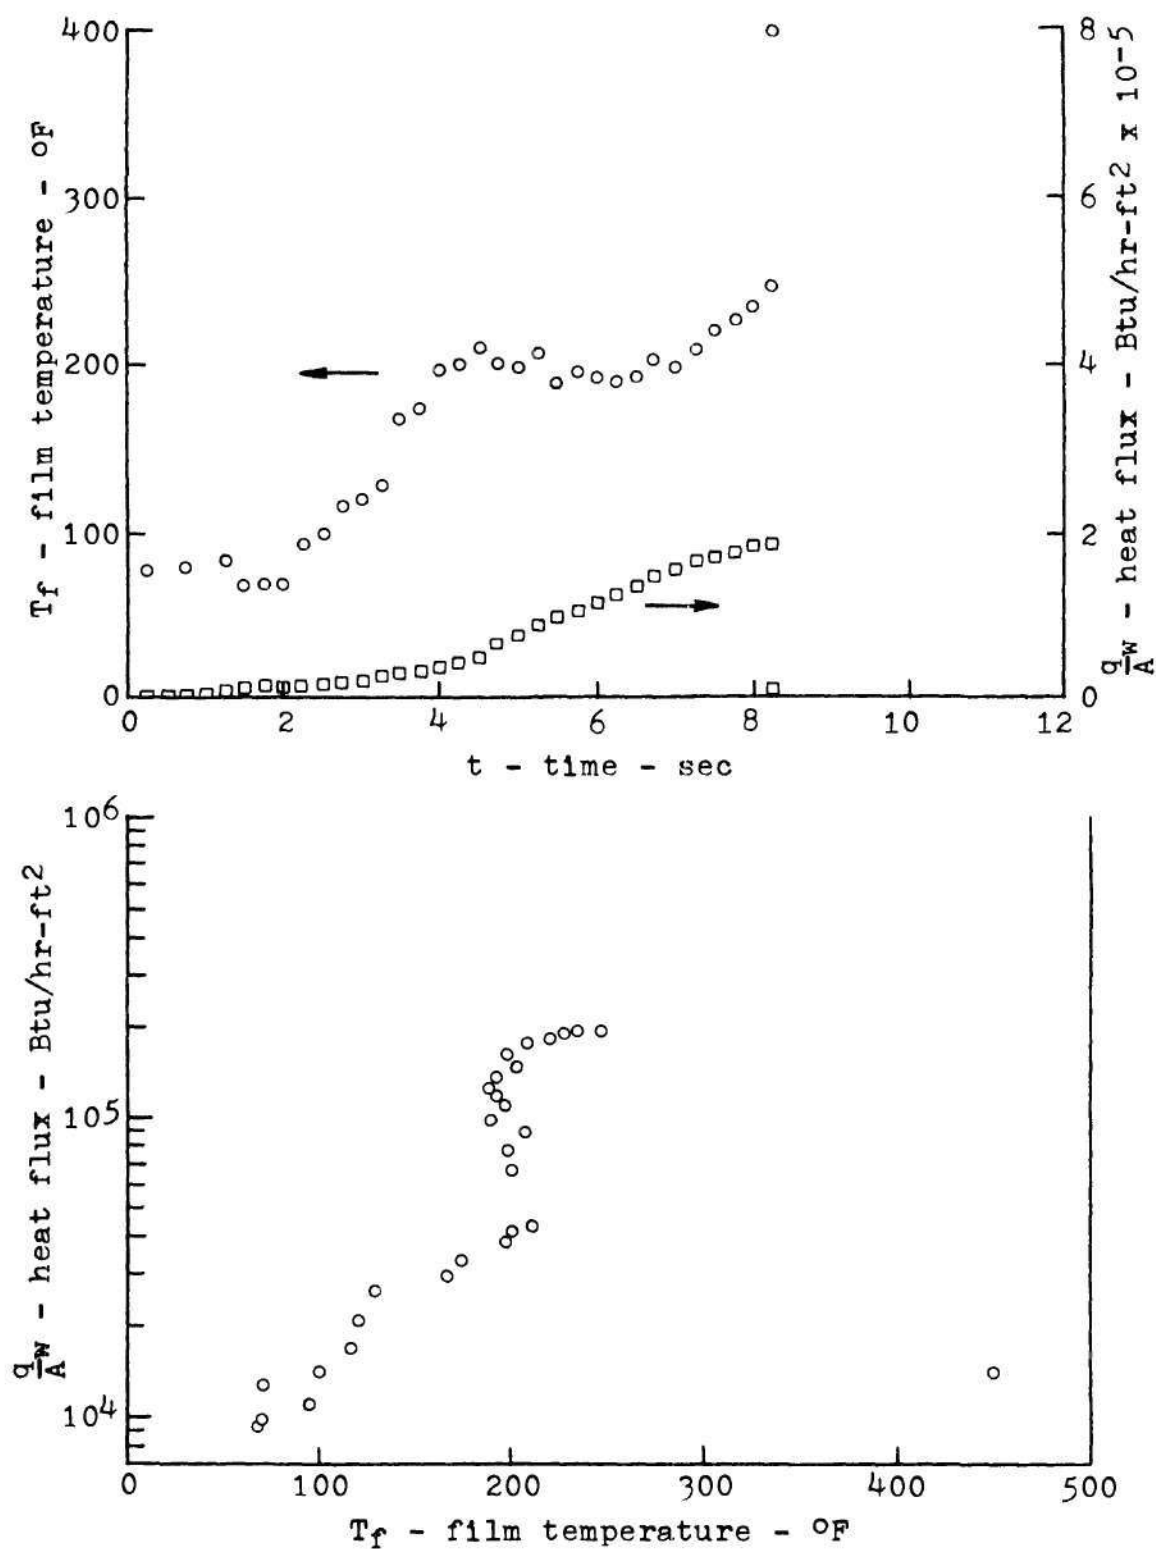 400
300
200
100
0
Tf - film temperature - °F
8
6
4
2
0
q/A w - heat flux - Btu/hr-ft2 x 10-5
0 2 4 6 8 10 12
t - time - sec
10^6
10^5
10^4
q/A w - heat flux - Btu/hr-ft2
0 100 200 300 400 500
Tf - film temperature - °F